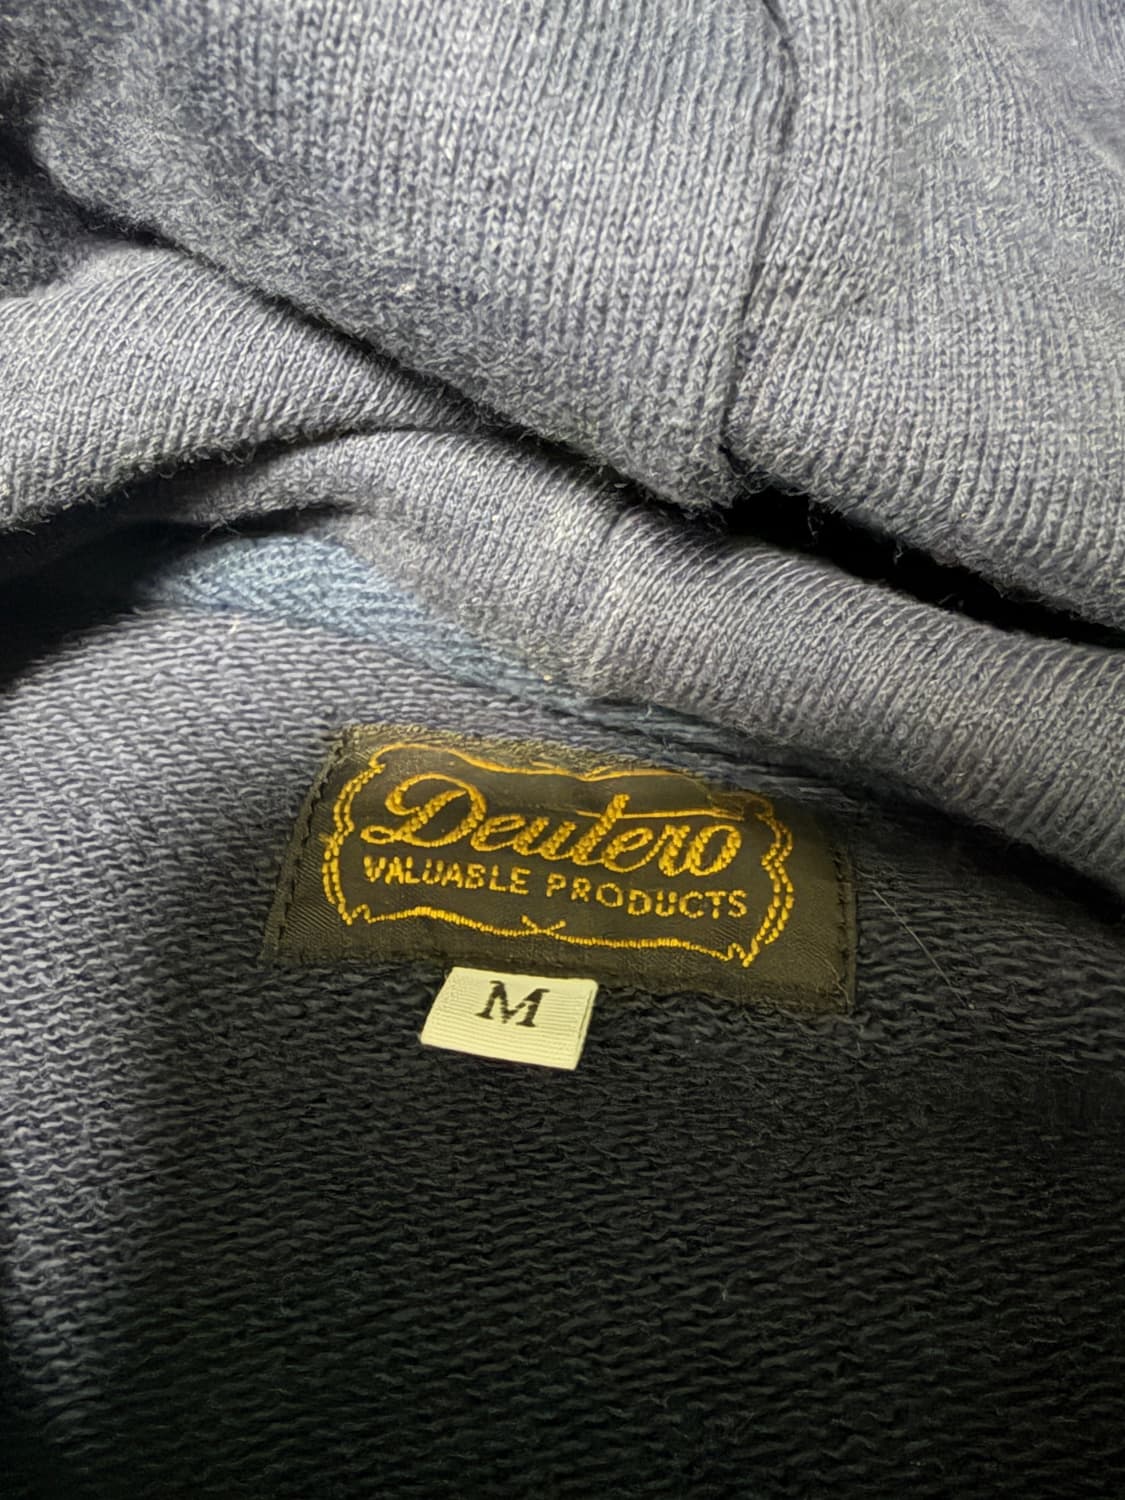 Deutero
VALUABLE PRODUCTS
M